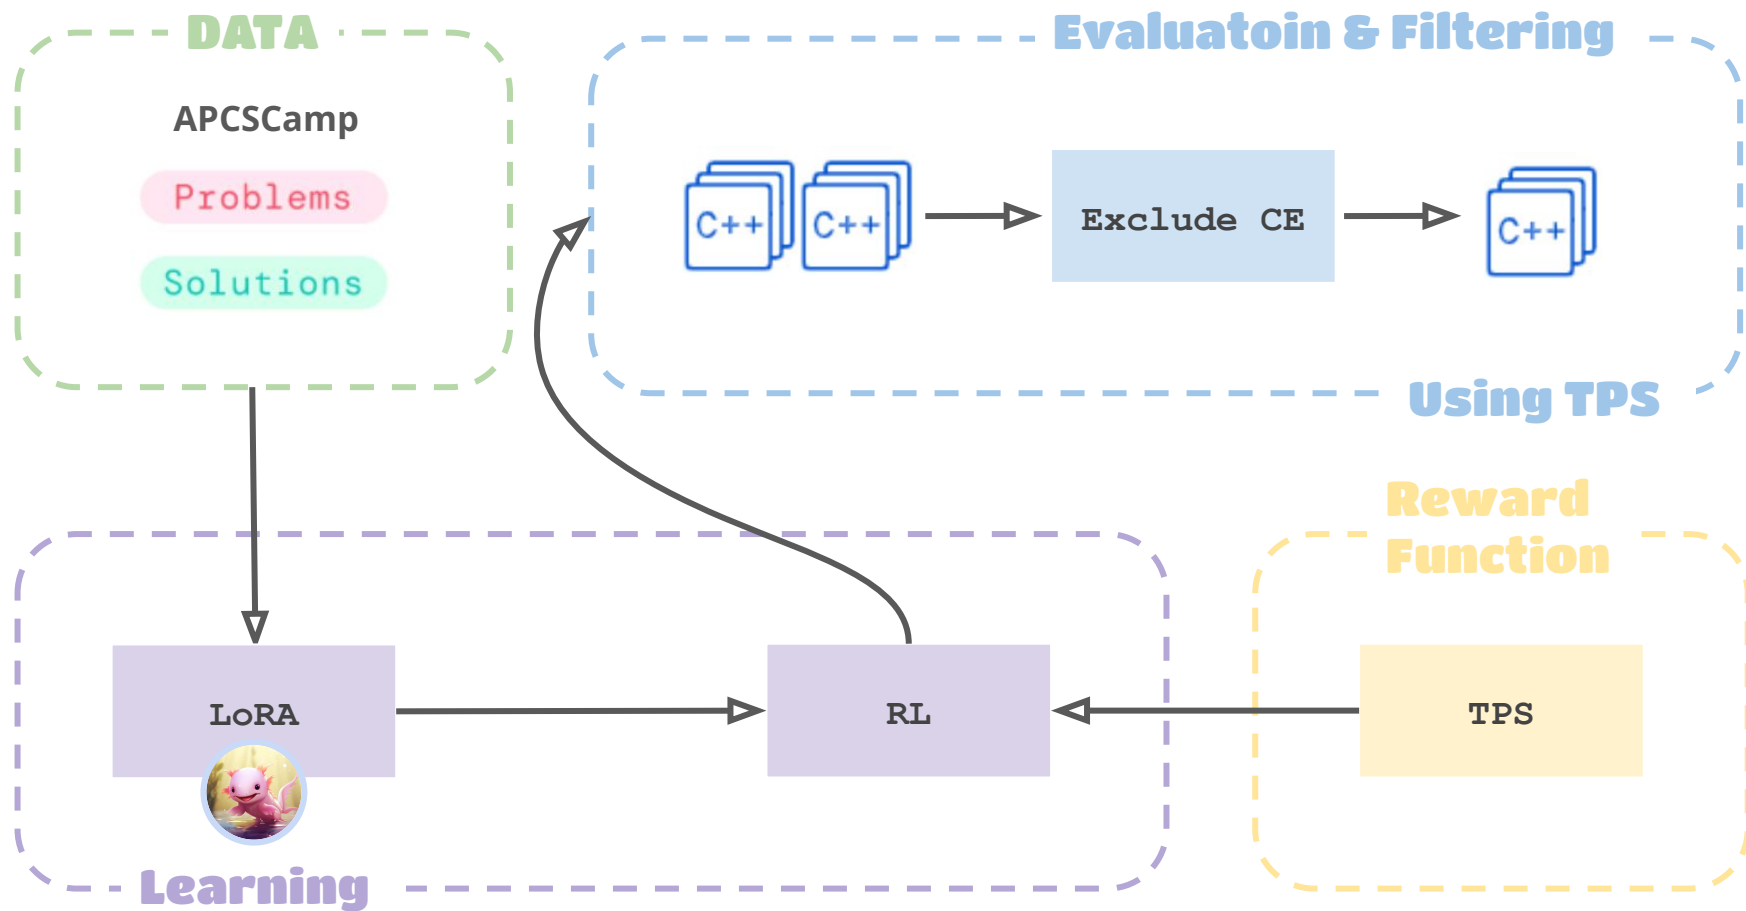 DATA
APCSCamp
Problems
Solutions
Evaluatoin & Filtering
C++
C++
Exclude CE
C++
Using TPS
Reward
Function
LoRA
RL
TPS
Learning